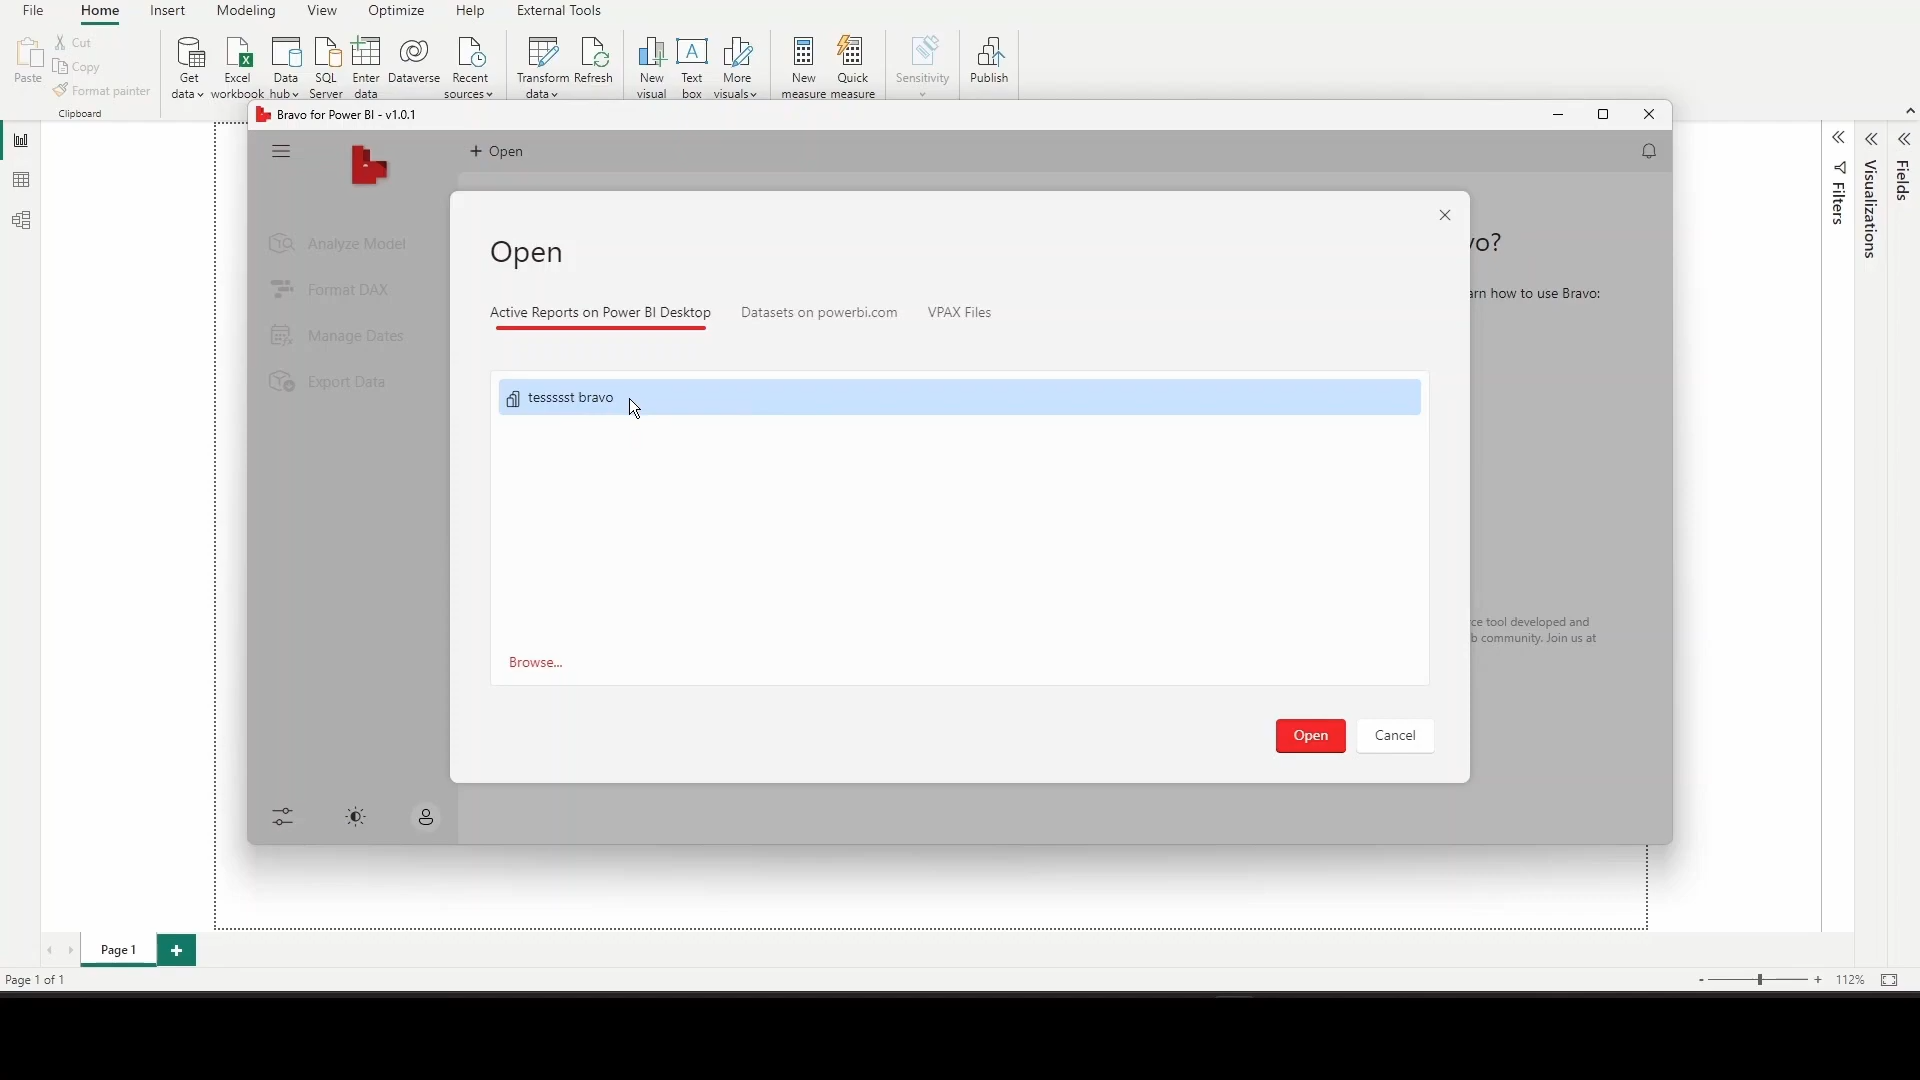 File Home Insert Modeling View Optimize Help External Tools
Paste
Cut
Copy
Format painter
Clipboard
Get data
Excel workbook
Data hub
SQL Server
Enter data
Dataverse
Recent sources
Transform data
Refresh
New visual
Text box
More visuals
New measure
Quick measure
Sensitivity
Publish
Bravo for Power BI - v1.0.1
+ Open
Analyze Model
Format DAX
Manage Dates
Export Data
Open
Active Reports on Power BI Desktop Datasets on powerbi.com VPAX Files
tessssst bravo
Browse...
Open Cancel
vo?
arn how to use Bravo:
ce tool developed and
b community. Join us at
Filters
Visualizations
Fields
Page 1 +
Page 1 of 1
- + 112%